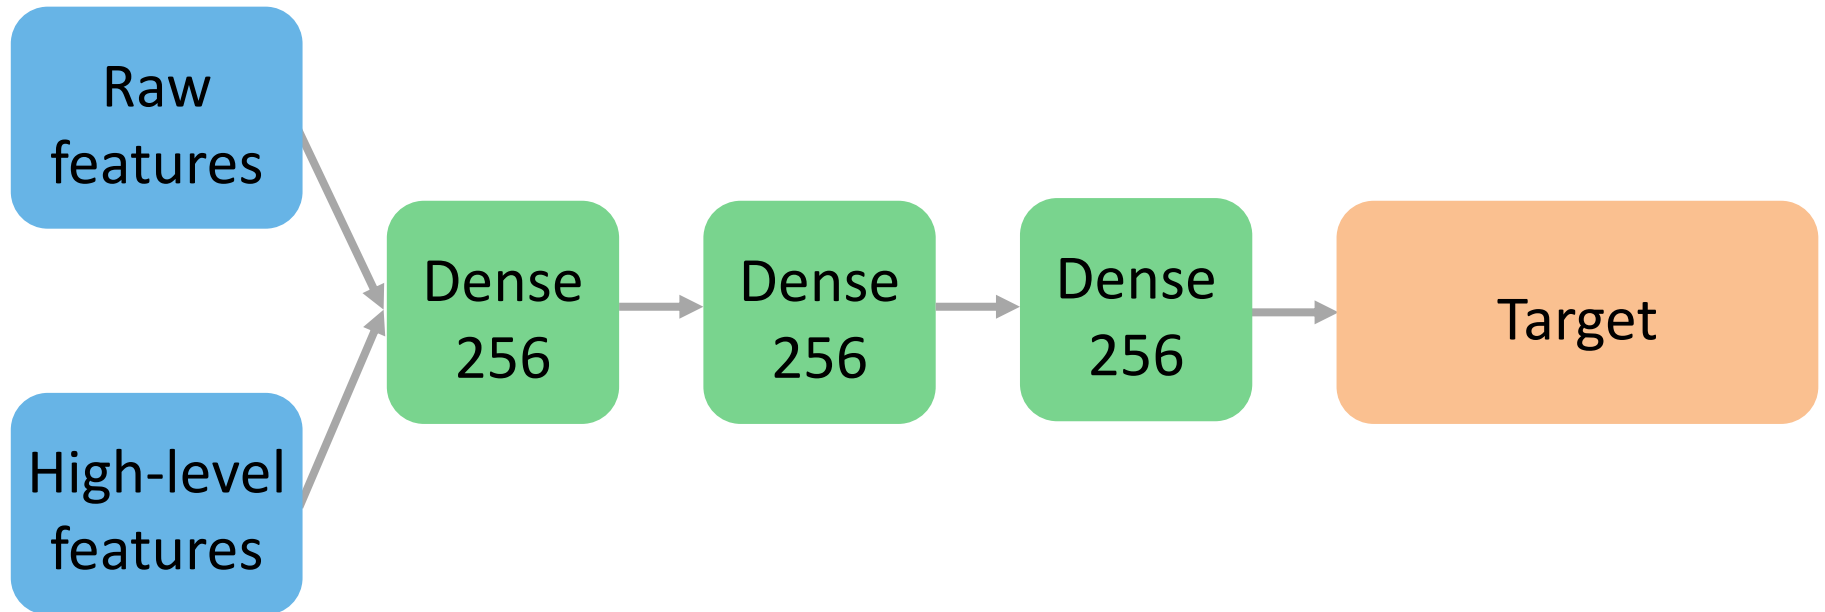 Raw
features
High-level
features
Dense
256
Dense
256
Dense
256
Target